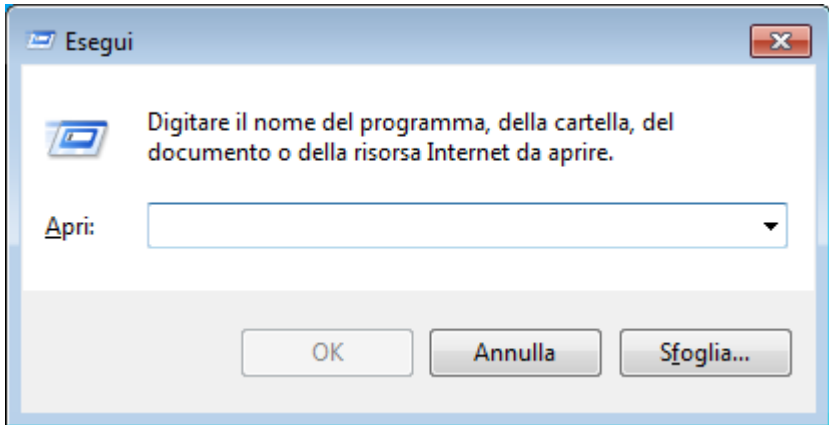 Esegui
Digitare il nome del programma, della cartella, del
documento o della risorsa Internet da aprire.
Apri:
OK
Annulla
Sfoglia...